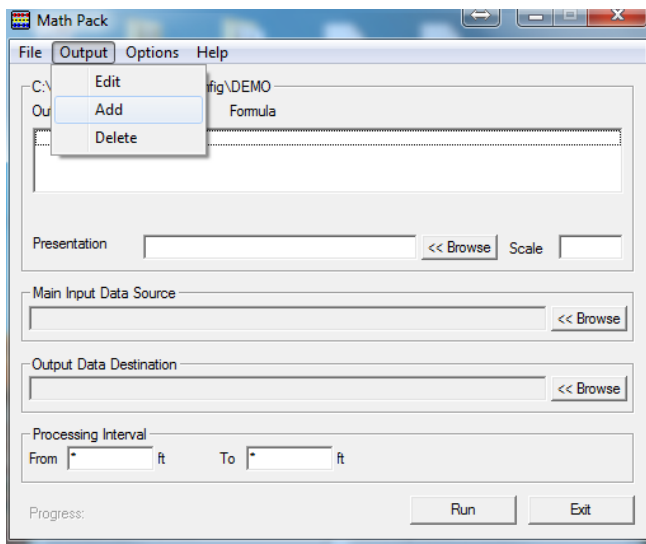 Math Pack
File Output Options Help
Edit
Add
Delete
C:\ fig\DEMO
Ou Formula
Presentation << Browse Scale
Main Input Data Source
<< Browse
Output Data Destination
<< Browse
Processing Interval
From * ft To * ft
Progress: Run Exit